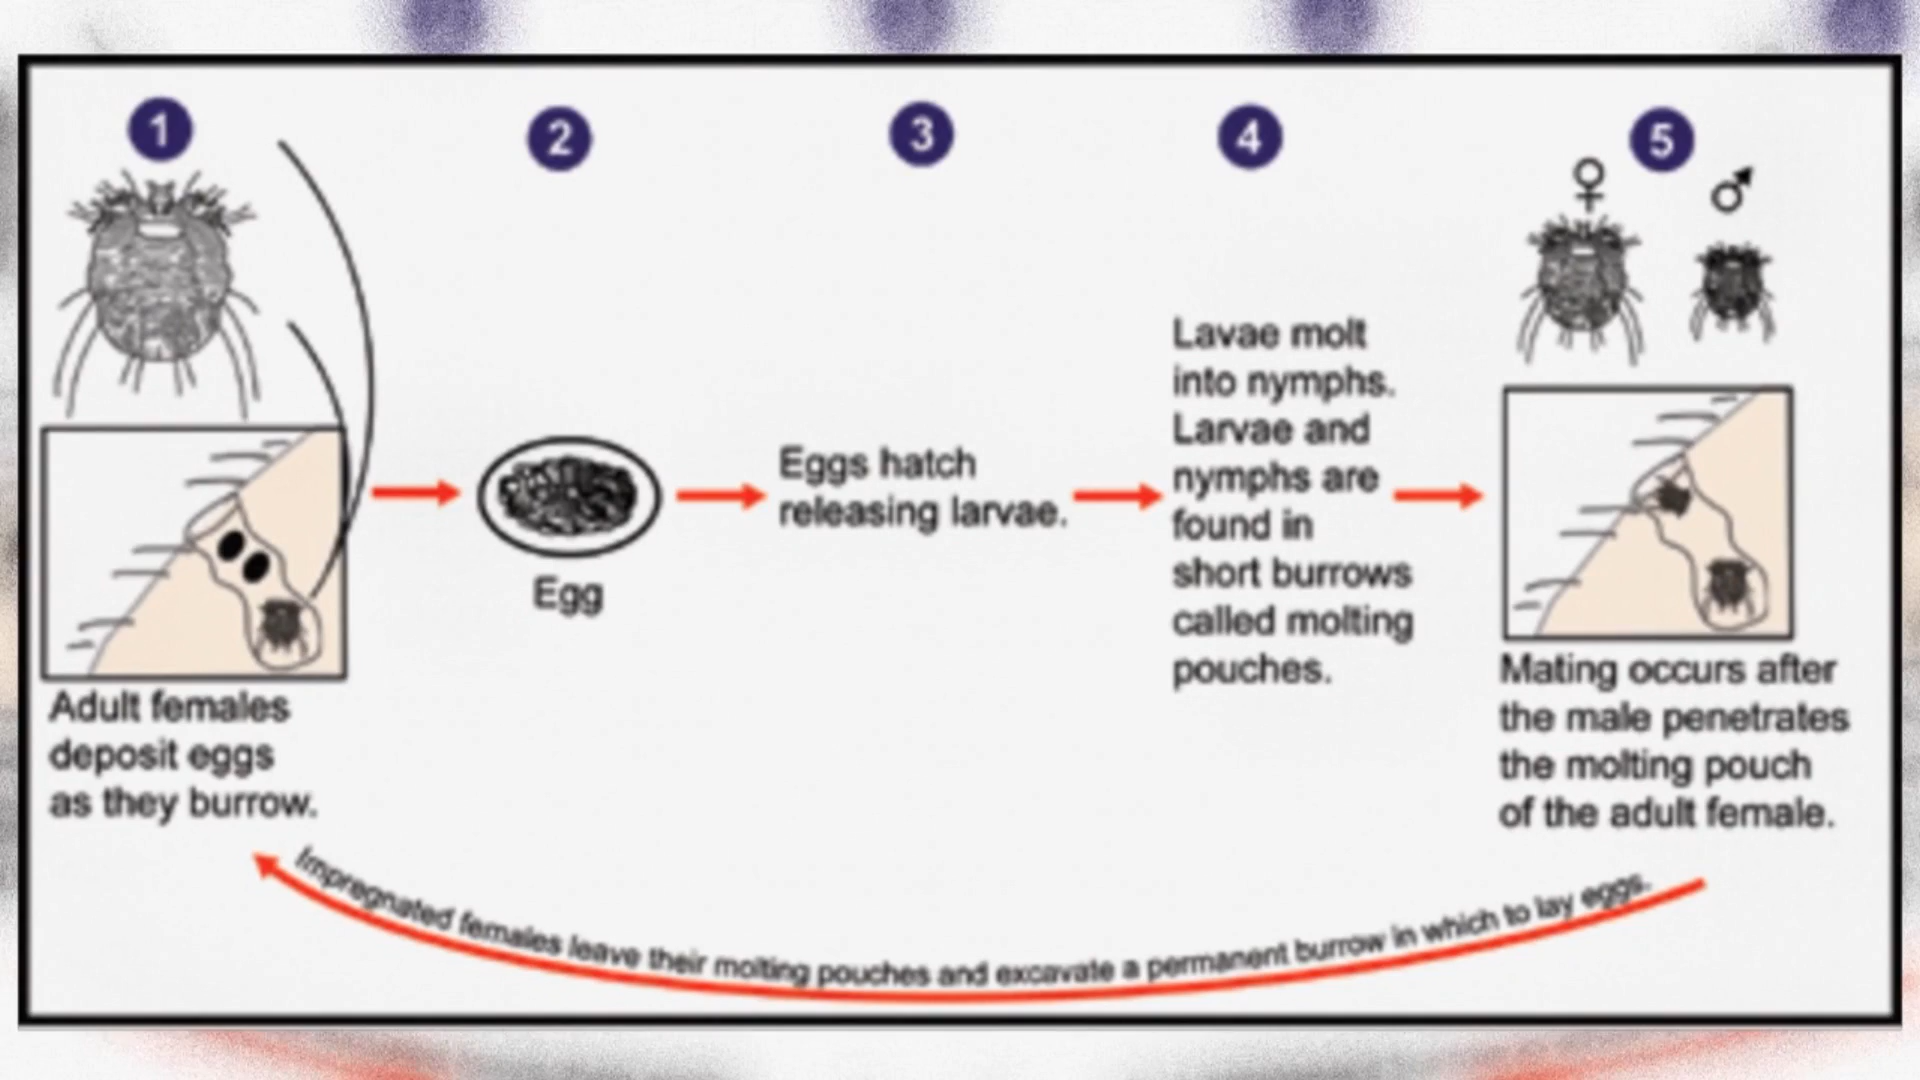 1
2
3
4
5
♀
♂
Adult females
deposit eggs
as they burrow.
Egg
Eggs hatch
releasing larvae.
Lavae molt
into nymphs.
Larvae and
nymphs are
found in
short burrows
called molting
pouches.
Mating occurs after
the male penetrates
the molting pouch
of the adult female.
Impregnated females leave their molting pouches and excavate a permanent burrow in which to lay eggs.